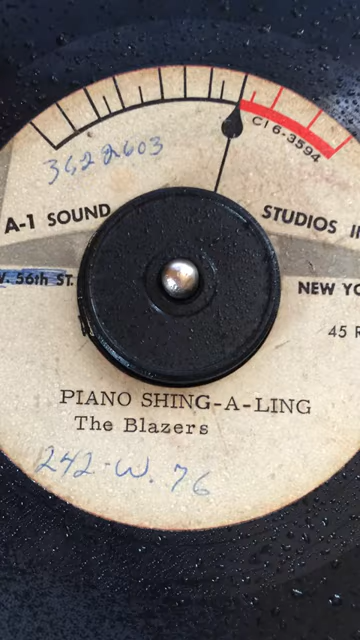 CI 6-3594
3622603
A-1 SOUND STUDIOS
W. 56th ST. NEW YO
45 R
PIANO SHING-A-LING
The Blazers
242-W. 76